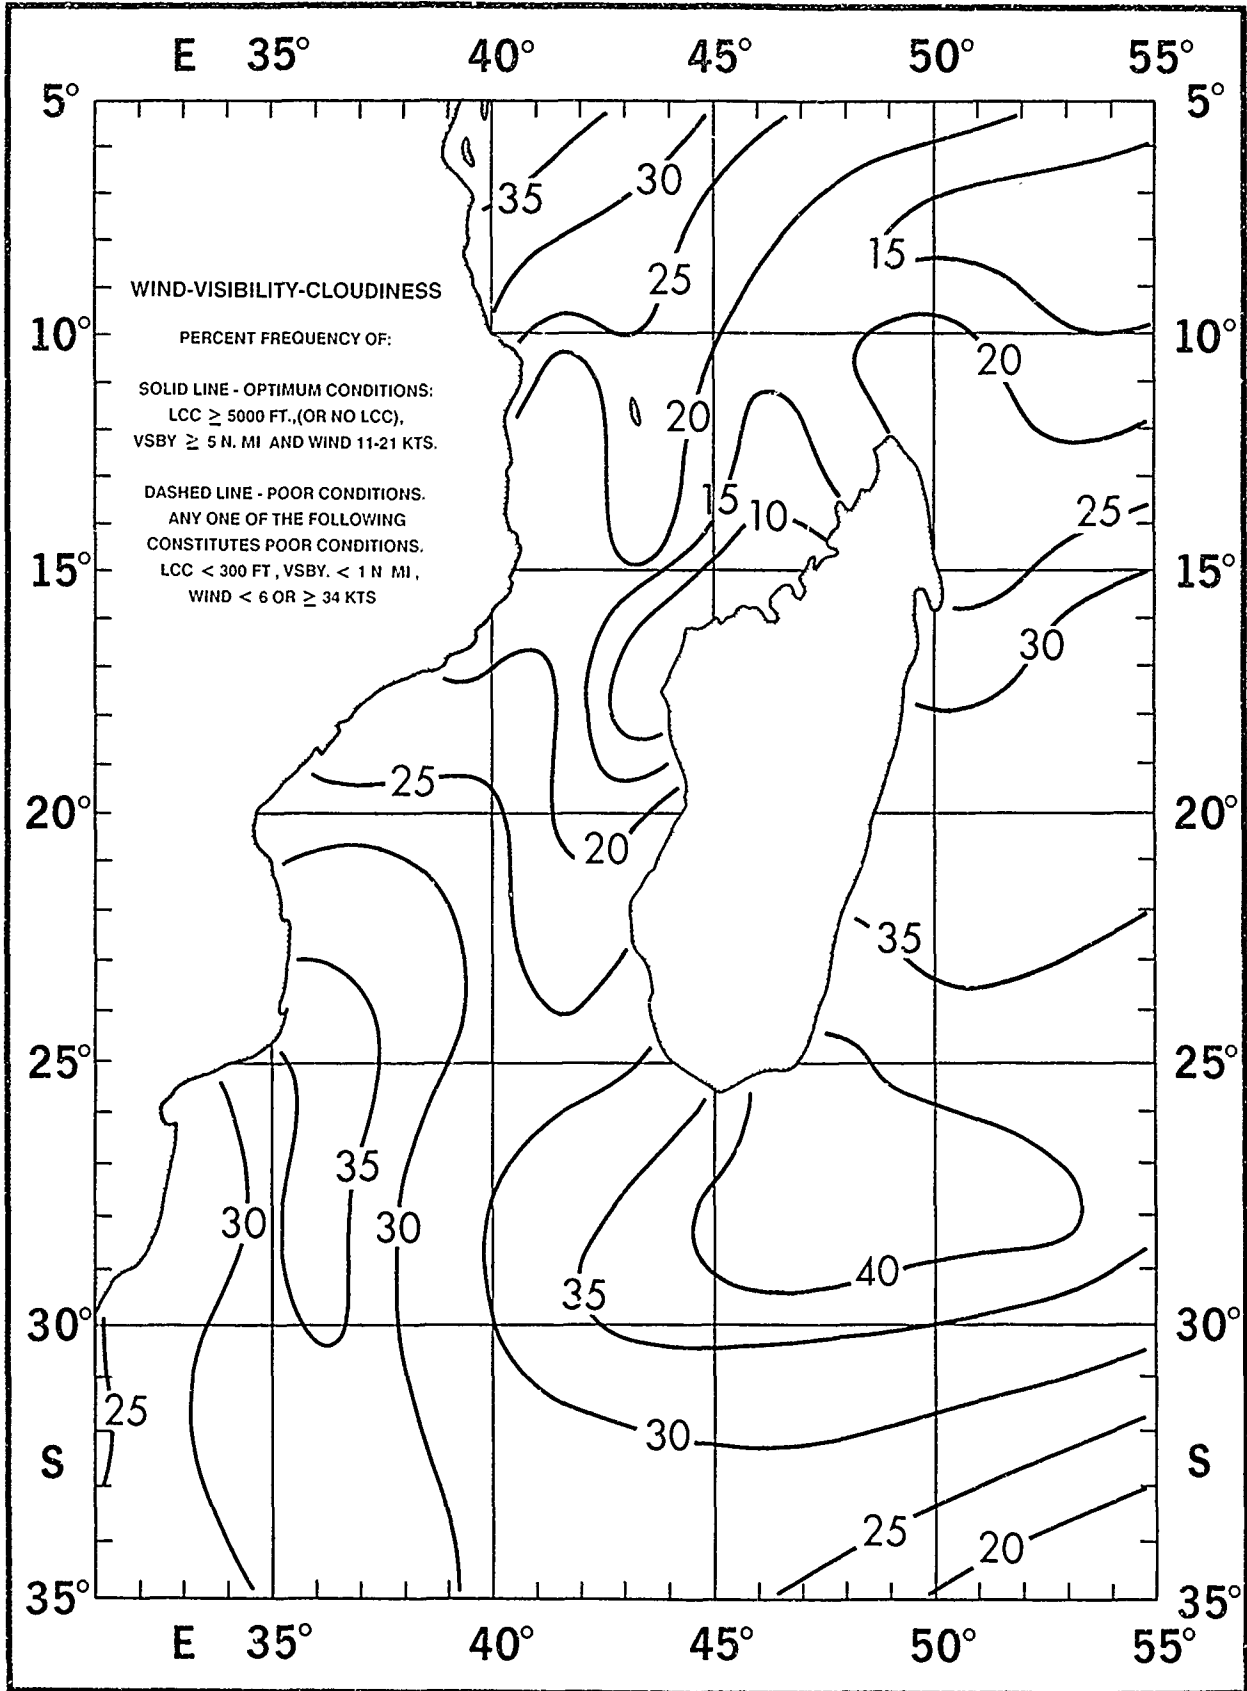 E 35° 40° 45° 50° 55°
5° 5°
35
30
25
15
WIND-VISIBILITY-CLOUDINESS
PERCENT FREQUENCY OF:
10° 10°
20
SOLID LINE - OPTIMUM CONDITIONS:
LCC ≥ 5000 FT.,(OR NO LCC),
VSBY ≥ 5 N. MI AND WIND 11-21 KTS.
20
DASHED LINE - POOR CONDITIONS.
ANY ONE OF THE FOLLOWING
CONSTITUTES POOR CONDITIONS.
LCC < 300 FT , VSBY. < 1 N MI ,
WIND < 6 OR ≥ 34 KTS
15 10 25
15° 15°
30
25
20° 20°
20
35
25° 25°
35
30 30
40
35
30° 30°
25
30
S S
25
20
35° 35°
E 35° 40° 45° 50° 55°